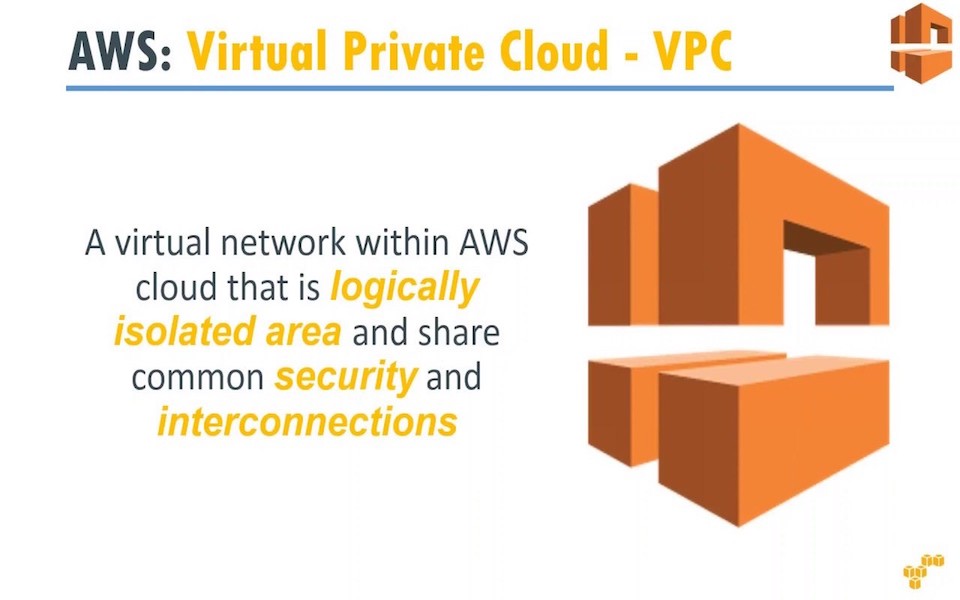 AWS: Virtual Private Cloud - VPC
A virtual network within AWS
cloud that is logically
isolated area and share
common security and
interconnections